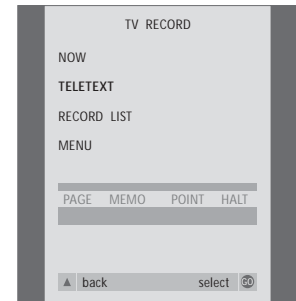 TV RECORD
NOW
TELETEXT
RECORD LIST
MENU
PAGE MEMO POINT HALT
▲ back select GO